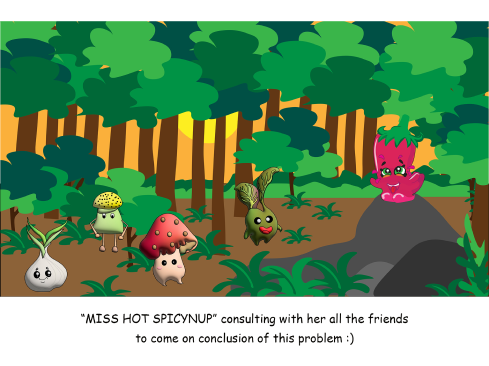 “MISS HOT SPICYNUP” consulting with her all the friends
to come on conclusion of this problem :)